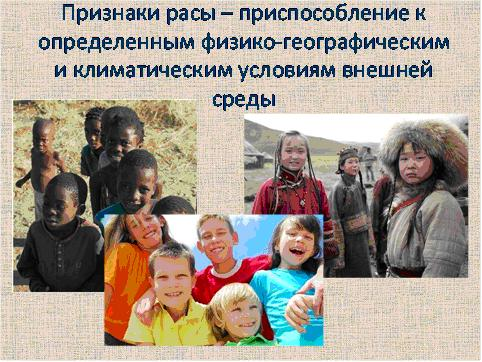 Признаки расы – приспособление к
определенным физико-географическим
и климатическим условиям внешней
среды